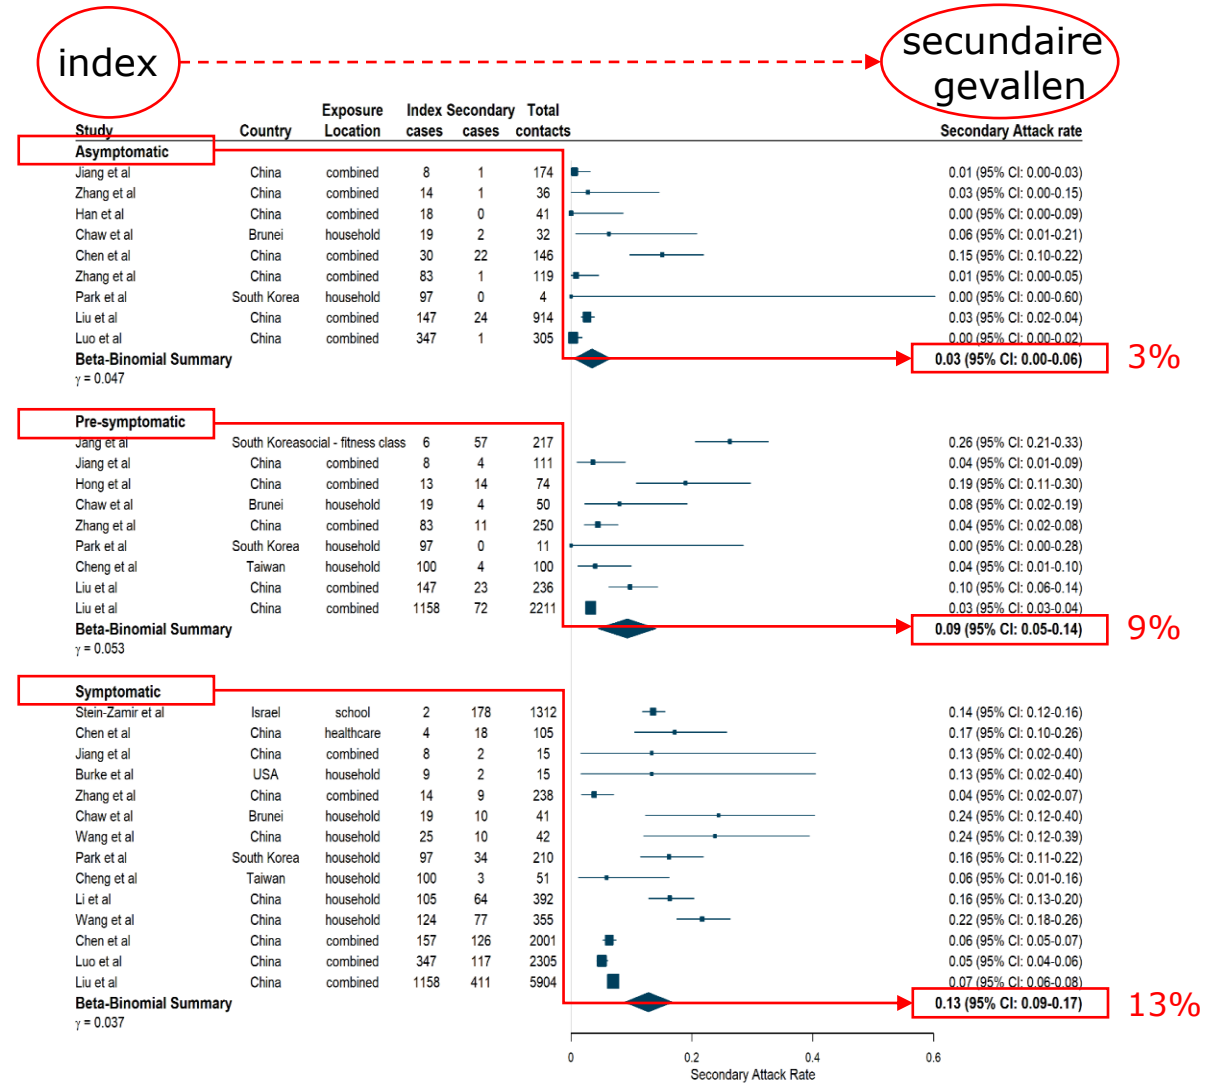 index
secundaire
gevallen
Exposure Index Secondary Total
Study Country Location cases cases contacts Secondary Attack rate
Asymptomatic
Jiang et al China combined 8 1 174 0.01 (95% CI: 0.00-0.03)
Zhang et al China combined 14 1 36 0.03 (95% CI: 0.00-0.15)
Han et al China combined 18 0 41 0.00 (95% CI: 0.00-0.09)
Chaw et al Brunei household 19 2 32 0.06 (95% CI: 0.01-0.21)
Chen et al China combined 30 22 146 0.15 (95% CI: 0.10-0.22)
Zhang et al China combined 83 1 119 0.01 (95% CI: 0.00-0.05)
Park et al South Korea household 97 0 4 0.00 (95% CI: 0.00-0.60)
Liu et al China combined 147 24 914 0.03 (95% CI: 0.02-0.04)
Luo et al China combined 347 1 305 0.00 (95% CI: 0.00-0.02)
Beta-Binomial Summary 0.03 (95% CI: 0.00-0.06) 3%
γ = 0.047
Pre-symptomatic
Jang et al South Koreasocial - fitness class 6 57 217 0.26 (95% CI: 0.21-0.33)
Jiang et al China combined 8 4 111 0.04 (95% CI: 0.01-0.09)
Hong et al China combined 13 14 74 0.19 (95% CI: 0.11-0.30)
Chaw et al Brunei household 19 4 50 0.08 (95% CI: 0.02-0.19)
Zhang et al China combined 83 11 250 0.04 (95% CI: 0.02-0.08)
Park et al South Korea household 97 0 11 0.00 (95% CI: 0.00-0.28)
Cheng et al Taiwan household 100 4 100 0.04 (95% CI: 0.01-0.10)
Liu et al China combined 147 23 236 0.10 (95% CI: 0.06-0.14)
Liu et al China combined 1158 72 2211 0.03 (95% CI: 0.03-0.04)
Beta-Binomial Summary 0.09 (95% CI: 0.05-0.14) 9%
γ = 0.053
Symptomatic
Stein-Zamir et al Israel school 2 178 1312 0.14 (95% CI: 0.12-0.16)
Chen et al China healthcare 4 18 105 0.17 (95% CI: 0.10-0.26)
Jiang et al China combined 8 2 15 0.13 (95% CI: 0.02-0.40)
Burke et al USA household 9 2 15 0.13 (95% CI: 0.02-0.40)
Zhang et al China combined 14 9 238 0.04 (95% CI: 0.02-0.07)
Chaw et al Brunei household 19 10 41 0.24 (95% CI: 0.12-0.40)
Wang et al China household 25 10 42 0.24 (95% CI: 0.12-0.39)
Park et al South Korea household 97 34 210 0.16 (95% CI: 0.11-0.22)
Cheng et al Taiwan household 100 3 51 0.06 (95% CI: 0.01-0.16)
Li et al China household 105 64 392 0.16 (95% CI: 0.13-0.20)
Wang et al China household 124 77 355 0.22 (95% CI: 0.18-0.26)
Chen et al China combined 157 126 2001 0.06 (95% CI: 0.05-0.07)
Luo et al China combined 347 117 2305 0.05 (95% CI: 0.04-0.06)
Liu et al China combined 1158 411 5904 0.07 (95% CI: 0.06-0.08)
Beta-Binomial Summary 0.13 (95% CI: 0.09-0.17) 13%
γ = 0.037
0 0.2 0.4 0.6
Secondary Attack Rate